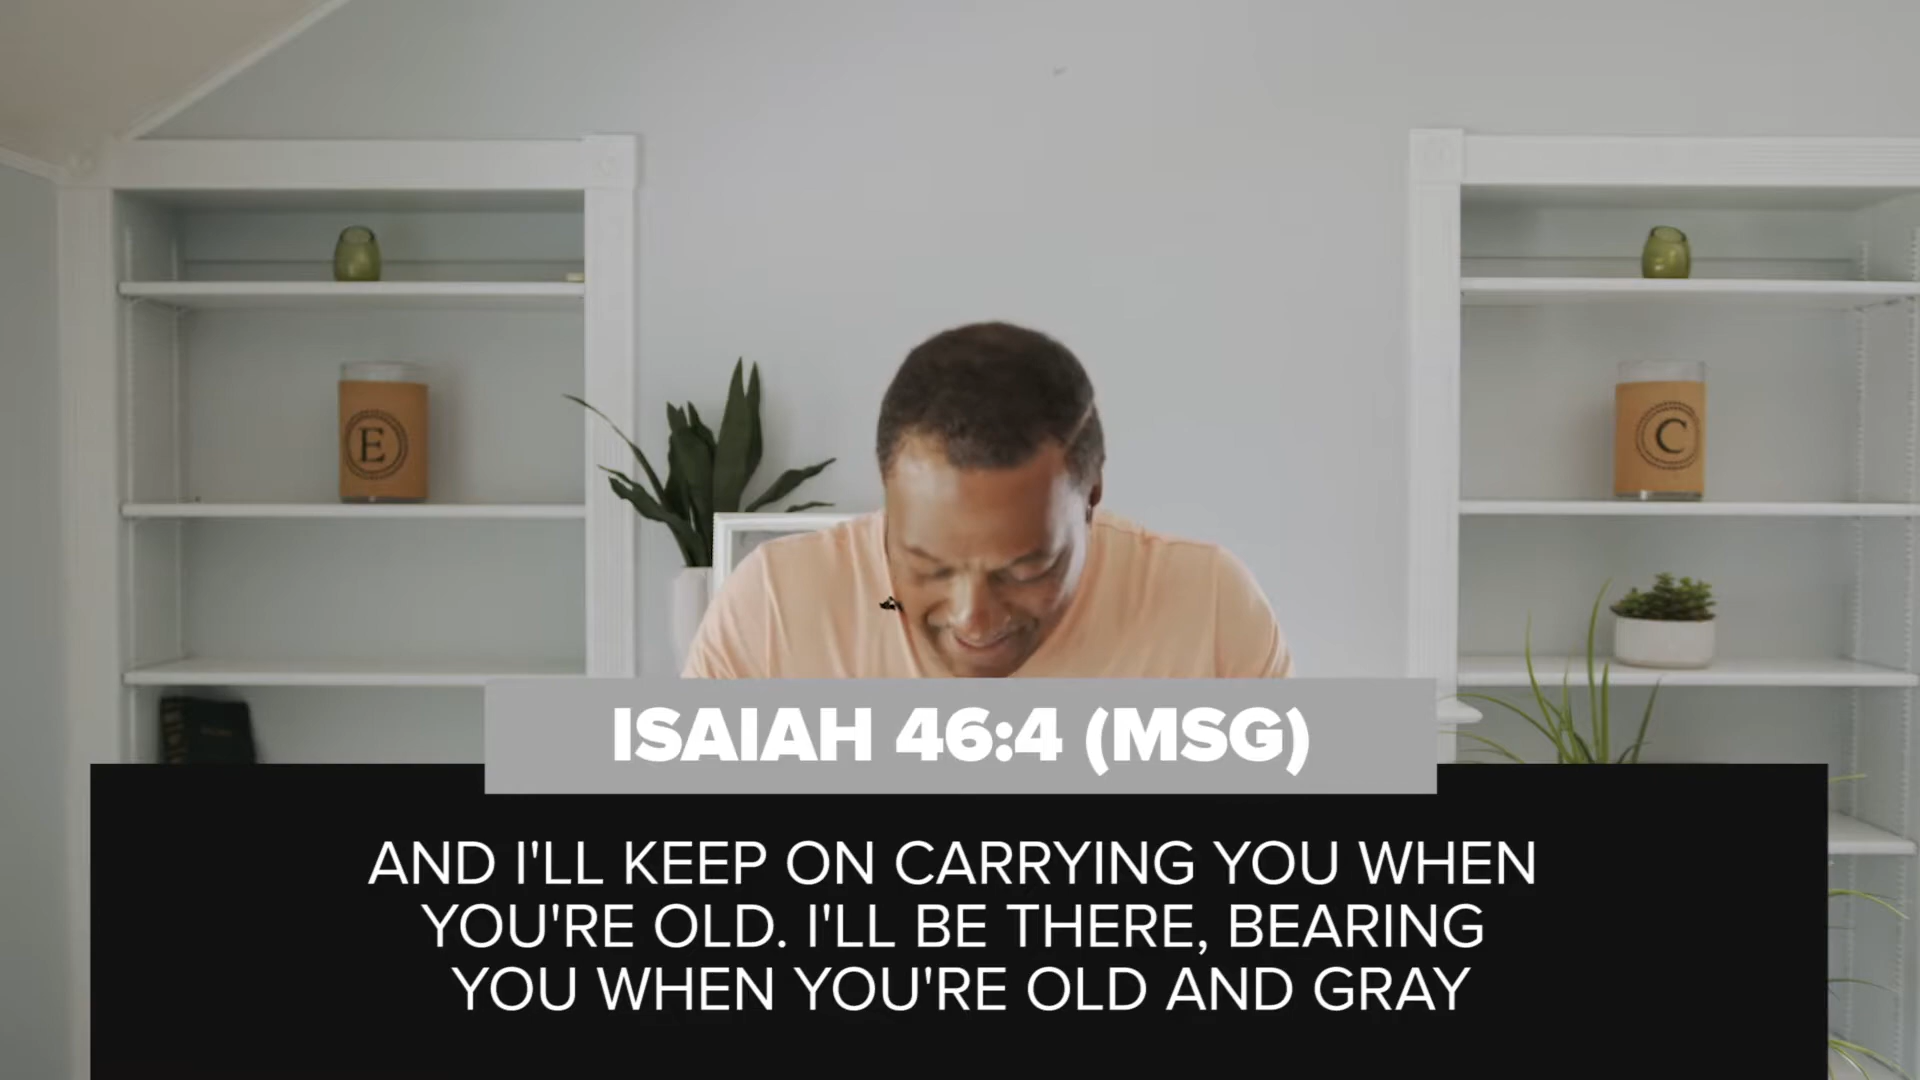 E
C
ISAIAH 46:4 (MSG)
AND I'LL KEEP ON CARRYING YOU WHEN
YOU'RE OLD. I'LL BE THERE, BEARING
YOU WHEN YOU'RE OLD AND GRAY